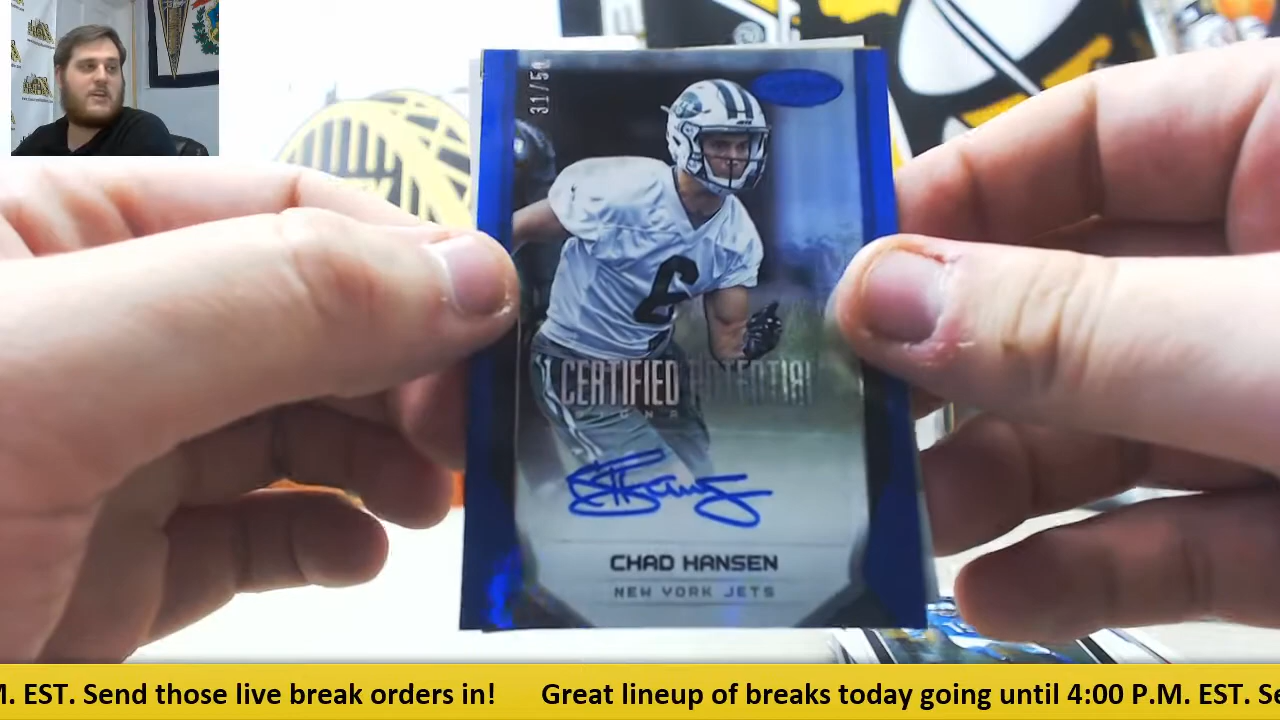 31/50
CERTIFIED POTENTIAL
CHAD HANSEN
NEW YORK JETS
M. EST. Send those live break orders in! Great lineup of breaks today going until 4:00 P.M. EST. Se